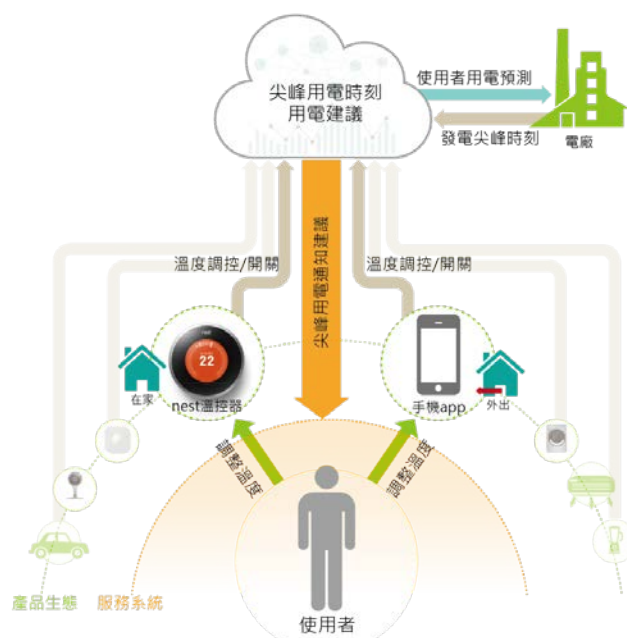 尖峰用電時刻
用電建議
使用者用電預測
發電尖峰時刻
電廠
溫度調控/開關
溫度調控/開關
尖峰用電通知建議
22
在家
nest溫控器
手機app
外出
調整溫度
調整溫度
使用者
產品生態 服務系統